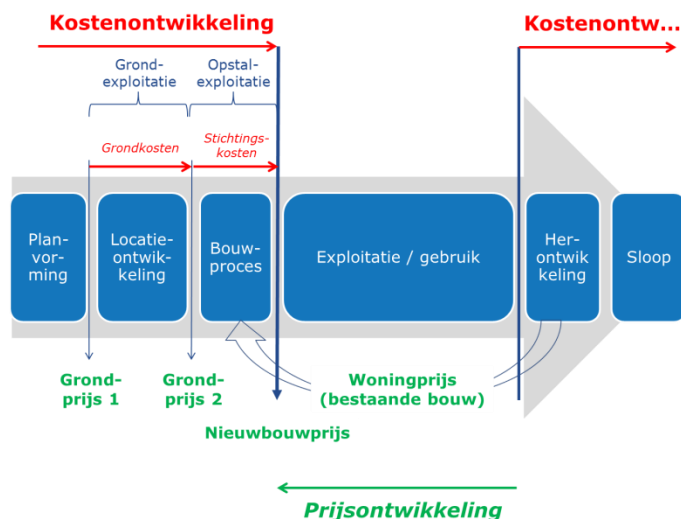 Kostenontwikkeling
Kostenontw...
Grond-
exploitatie
Opstal-
exploitatie
Grondkosten
Stichtings-
kosten
Plan-
vor-
ming
Locatie-
ontwik-
keling
Bouw-
proces
Exploitatie / gebruik
Her-
ontwik
keling
Sloop
Grond-
prijs 1
Grond-
prijs 2
Woningprijs
(bestaande bouw)
Nieuwbouwprijs
Prijsontwikkeling